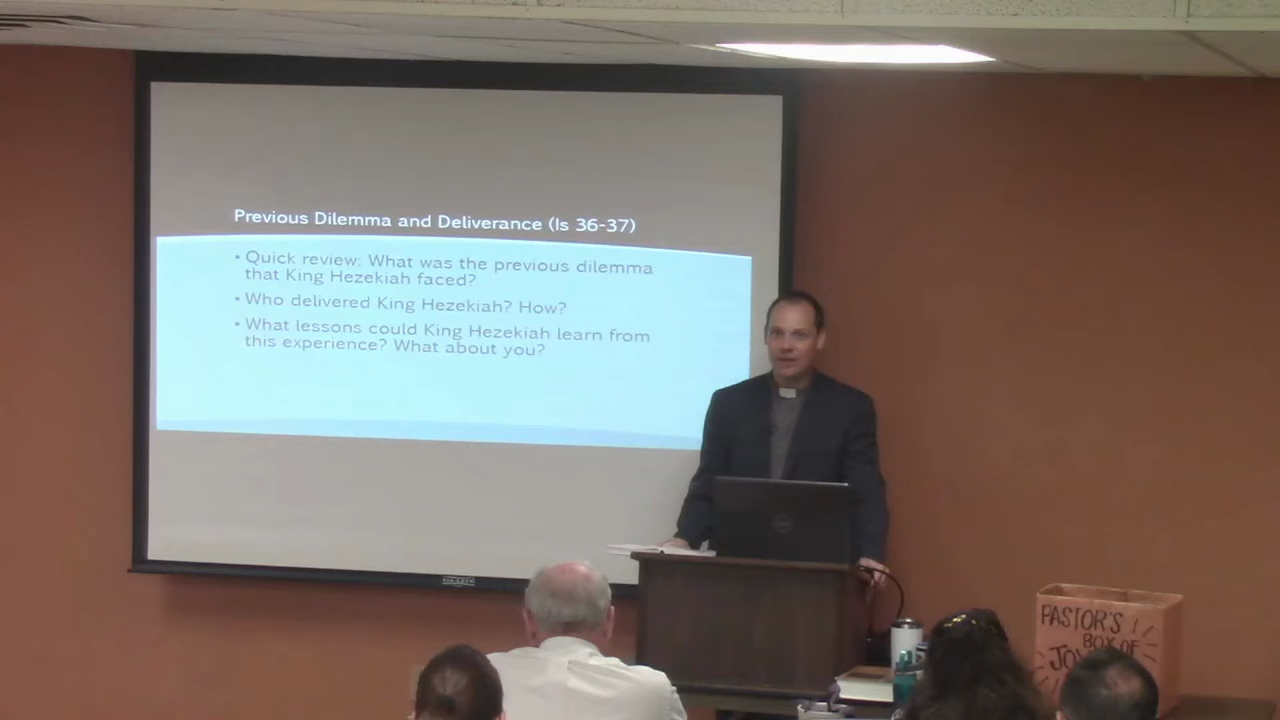 Previous Dilemma and Deliverance (Is 36-37)
• Quick review: What was the previous dilemma
that King Hezekiah faced?
• Who delivered King Hezekiah? How?
• What lessons could King Hezekiah learn from
this experience? What about you?
PASTOR'S
BOX OF
JOY